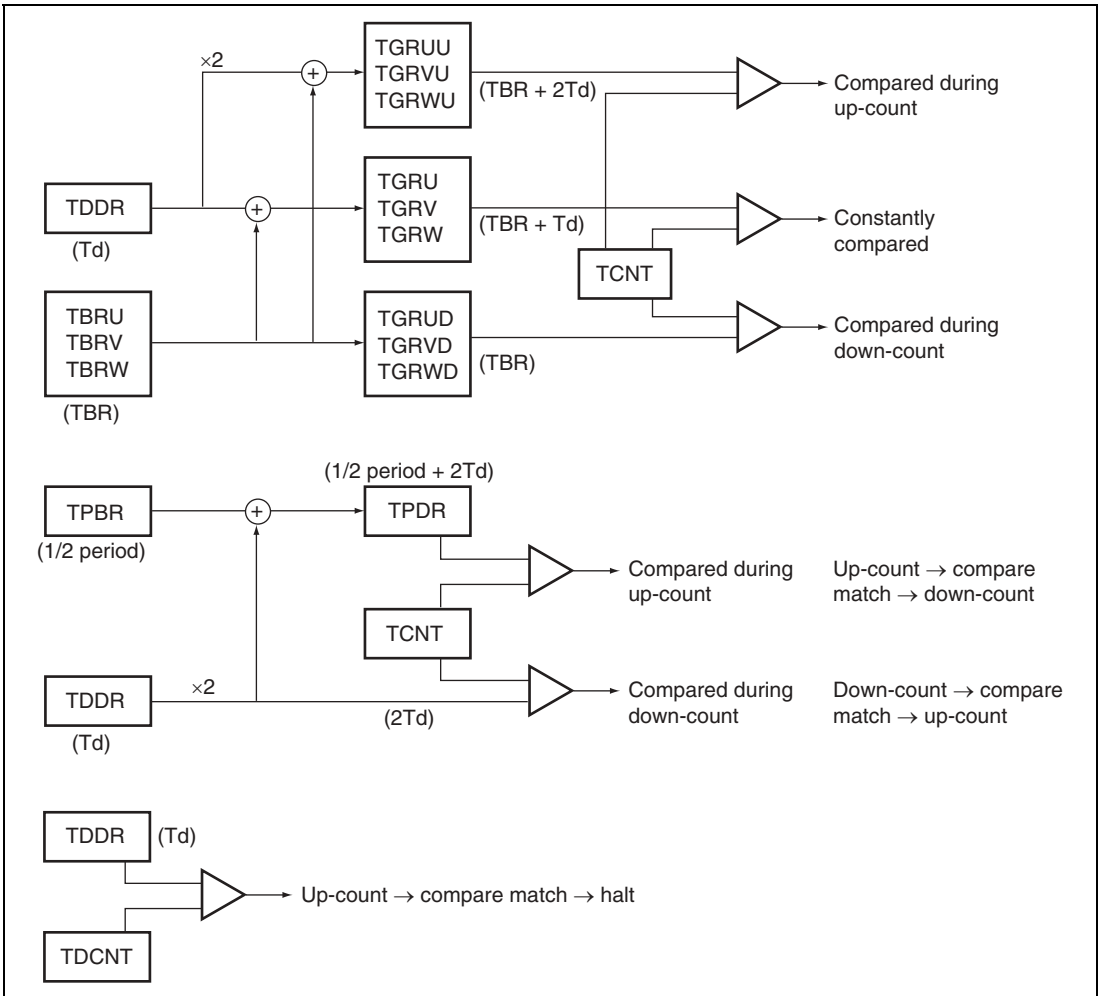 ×2
+
TGRUU
TGRVU
TGRWU
(TBR + 2Td)
Compared during
up-count
TDDR
(Td)
+
TGRU
TGRV
TGRW
(TBR + Td)
Constantly
compared
TCNT
TBRU
TBRV
TBRW
(TBR)
TGRUD
TGRVD
TGRWD
(TBR)
Compared during
down-count
TPBR
(1/2 period)
+
(1/2 period + 2Td)
TPDR
Compared during
up-count
Up-count → compare
match → down-count
TCNT
TDDR
(Td)
×2
(2Td)
Compared during
down-count
Down-count → compare
match → up-count
TDDR
(Td)
Up-count → compare match → halt
TDCNT